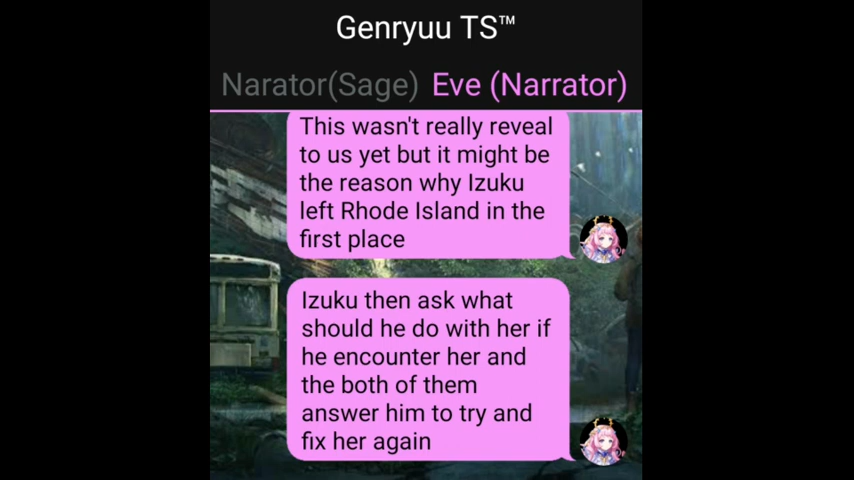 Genryuu TS™
Narator(Sage) Eve (Narrator)
This wasn't really reveal
to us yet but it might be
the reason why Izuku
left Rhode Island in the
first place
Izuku then ask what
should he do with her if
he encounter her and
the both of them
answer him to try and
fix her again